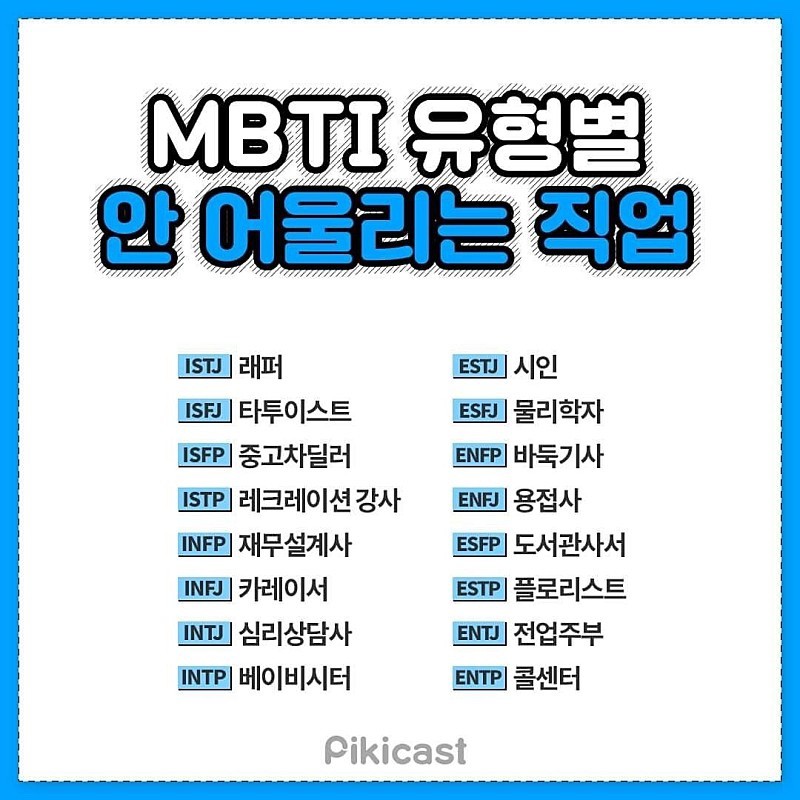 MBTI 유형별
안 어울리는 직업
ISTJ 래퍼
ISFJ 타투이스트
ISFP 중고차딜러
ISTP 레크레이션 강사
INFP 재무설계사
INFJ 카레이서
INTJ 심리상담사
INTP 베이비시터
ESTJ 시인
ESFJ 물리학자
ENFP 바둑기사
ENFJ 용접사
ESFP 도서관사서
ESTP 플로리스트
ENTJ 전업주부
ENTP 콜센터
Pikicast